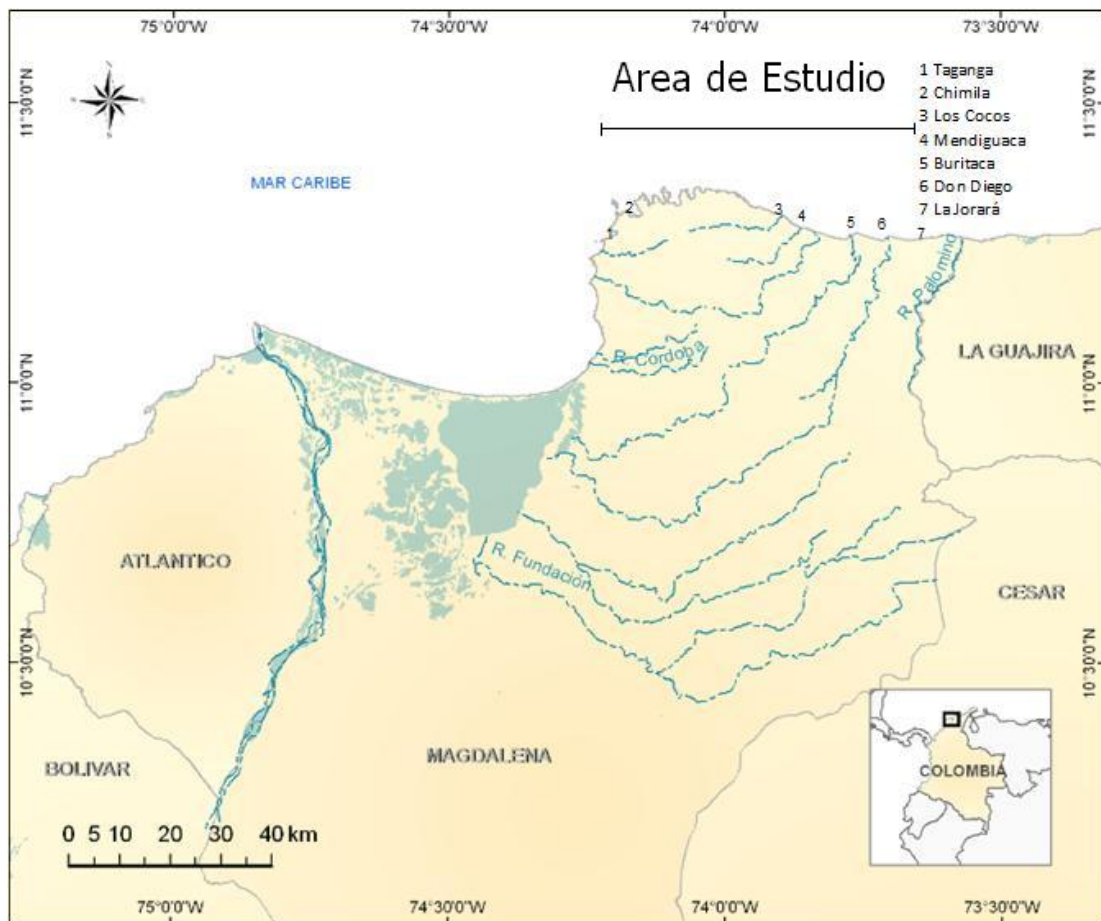 75°0'0"W 74°30'0"W 74°0'0"W 73°30'0"W
Area de Estudio
1 Taganga
2 Chimila
3 Los Cocos
4 Mendiguaca
5 Buritaca
6 Don Diego
7 LaJorará
11°30'0"N 11°30'0"N
MAR CARIBE
2 3 4 5 6 7
1
R. Palomino
R. Córdoba
LA GUAJIRA
11°0'0"N 11°0'0"N
R. Fundación
ATLANTICO
CESAR
10°30'0"N 10°30'0"N
MAGDALENA
BOLIVAR
COLOMBIA
0 5 10 20 30 40 km
75°0'0"W 74°30'0"W 74°0'0"W 73°30'0"W